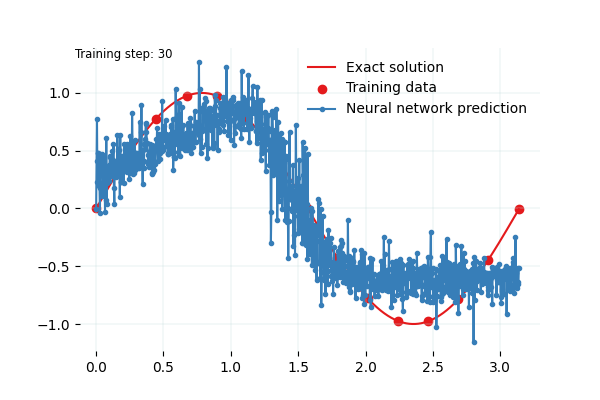 Training step: 30
Exact solution
Training data
Neural network prediction
1.0
0.5
0.0
−0.5
−1.0
0.0 0.5 1.0 1.5 2.0 2.5 3.0